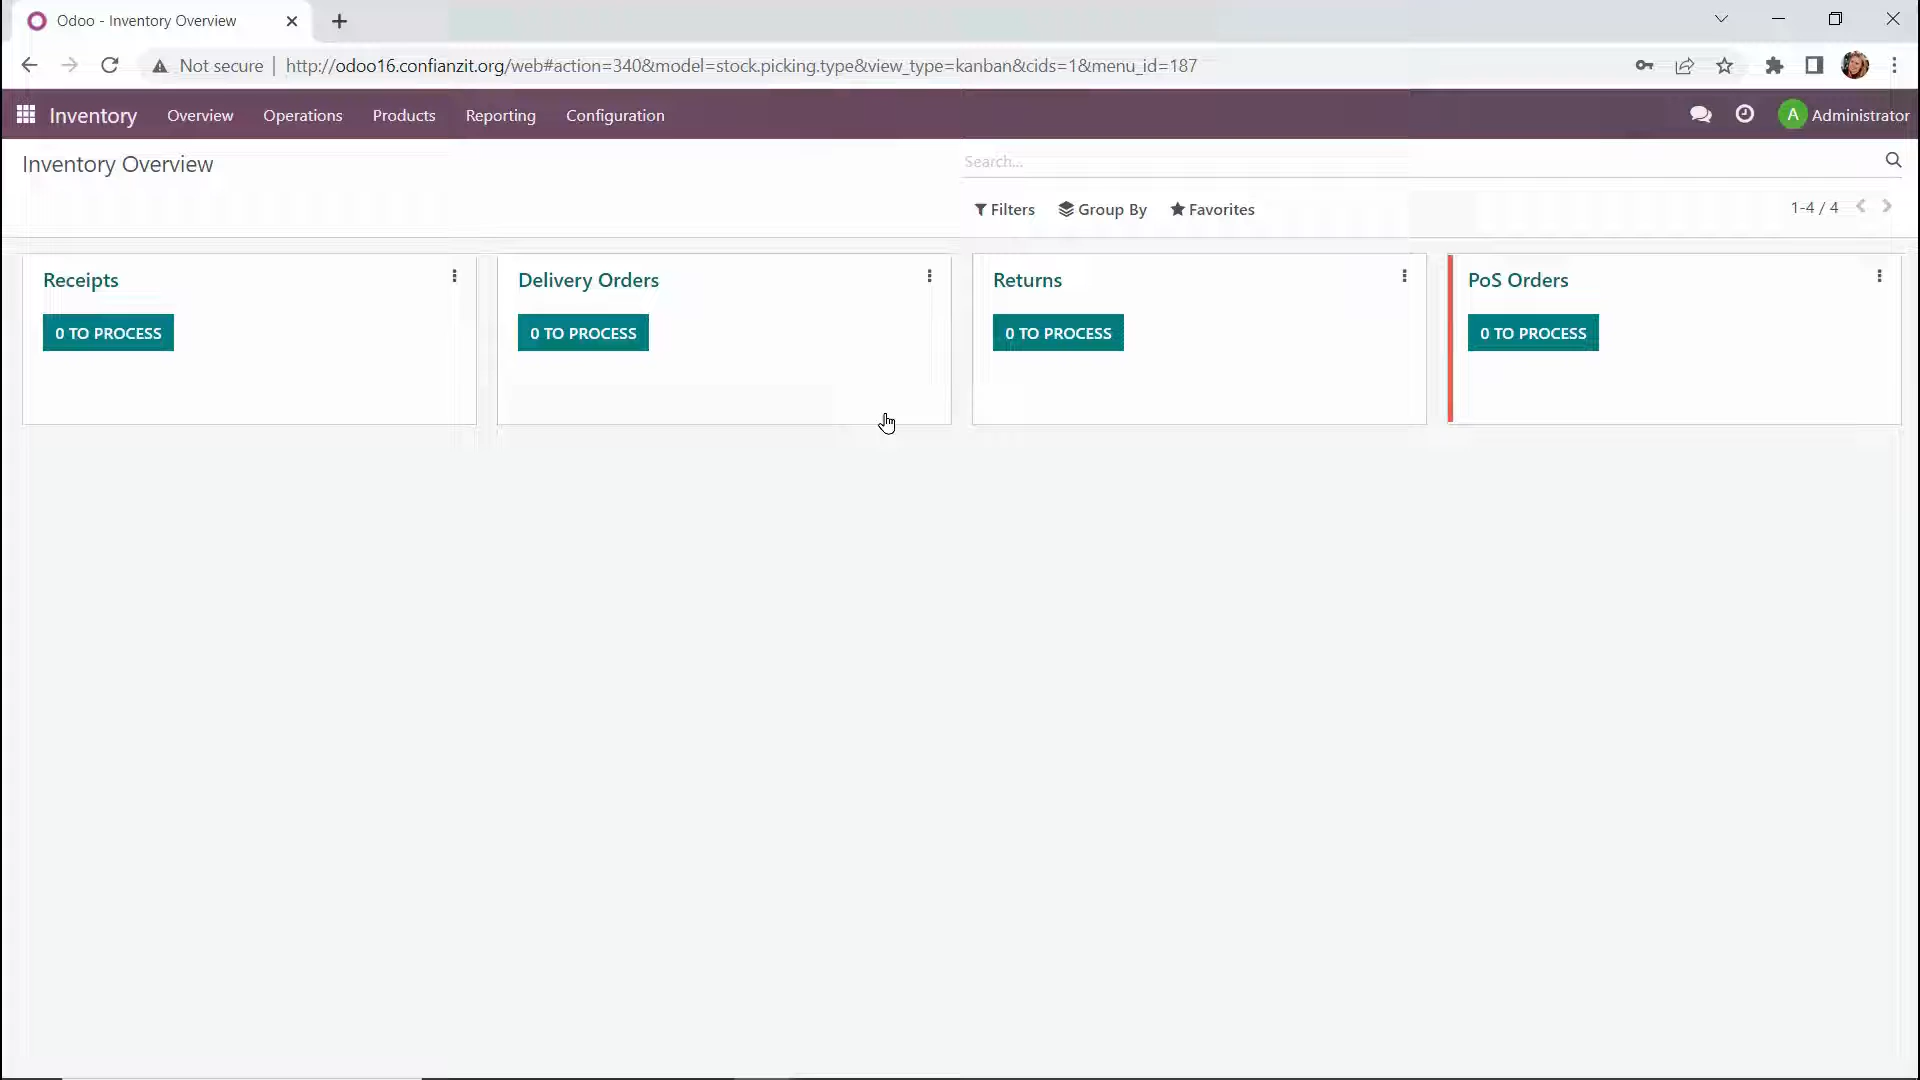 Odoo - Inventory Overview
Not secure | http://odoo16.confianzit.org/web#action=340&model=stock.picking.type&view_type=kanban&cids=1&menu_id=187
Inventory Overview Operations Products Reporting Configuration A Administrator
Inventory Overview Search...
Filters Group By Favorites 1-4 / 4
Receipts Delivery Orders Returns PoS Orders
0 TO PROCESS 0 TO PROCESS 0 TO PROCESS 0 TO PROCESS